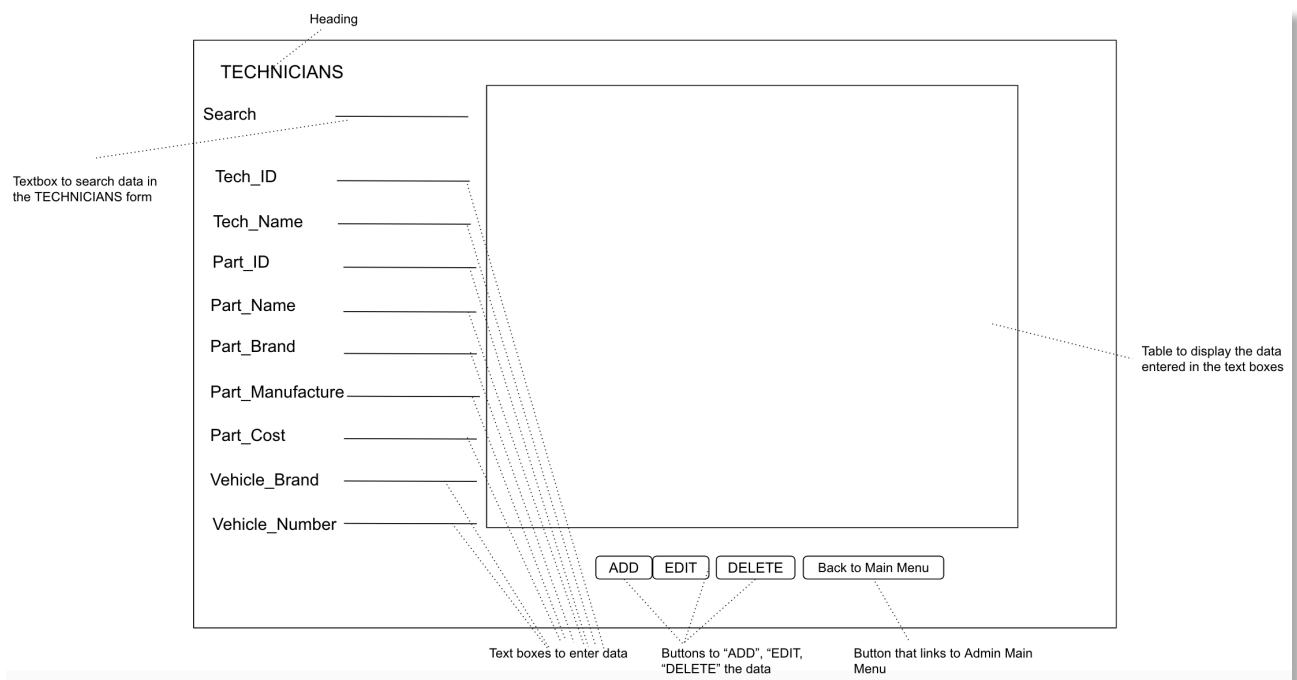 Heading
TECHNICIANS
Search
Textbox to search data in
the TECHNICIANS form
Tech_ID
Tech_Name
Part_ID
Part_Name
Part_Brand
Part_Manufacture
Part_Cost
Vehicle_Brand
Vehicle_Number
Table to display the data
entered in the text boxes
ADD EDIT DELETE Back to Main Menu
Text boxes to enter data
Buttons to “ADD”, “EDIT,
“DELETE” the data
Button that links to Admin Main
Menu